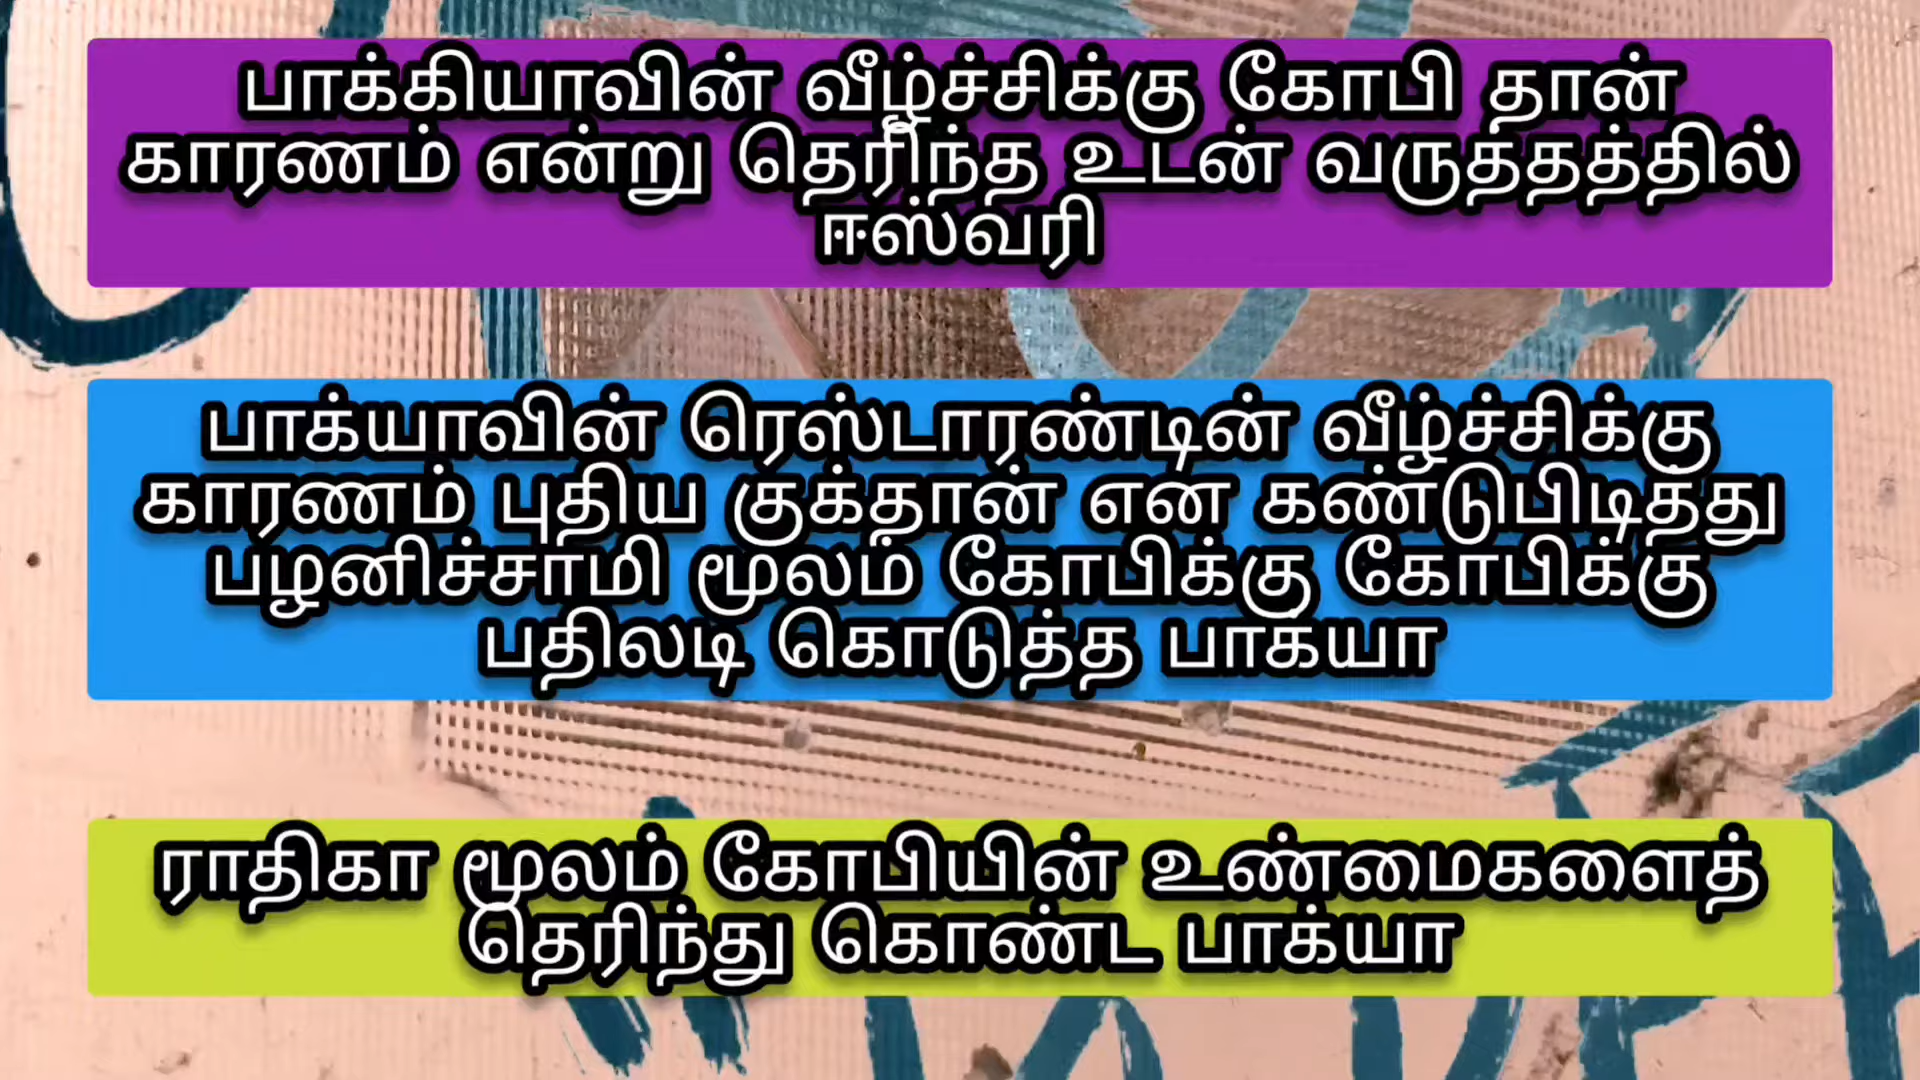 பாக்கியாவின் வீழ்ச்சிக்கு கோபி தான்
காரணம் என்று தெரிந்த உடன் வருத்தத்தில்
ஈஸ்வரி
பாக்யாவின் ரெஸ்டாரண்டின் வீழ்ச்சிக்கு
காரணம் புதிய குக்தான் என கண்டுபிடித்து
பழனிச்சாமி மூலம் கோபிக்கு கோபிக்கு
பதிலடி கொடுத்த பாக்யா
ராதிகா மூலம் கோபியின் உண்மைகளைத்
தெரிந்து கொண்ட பாக்யா